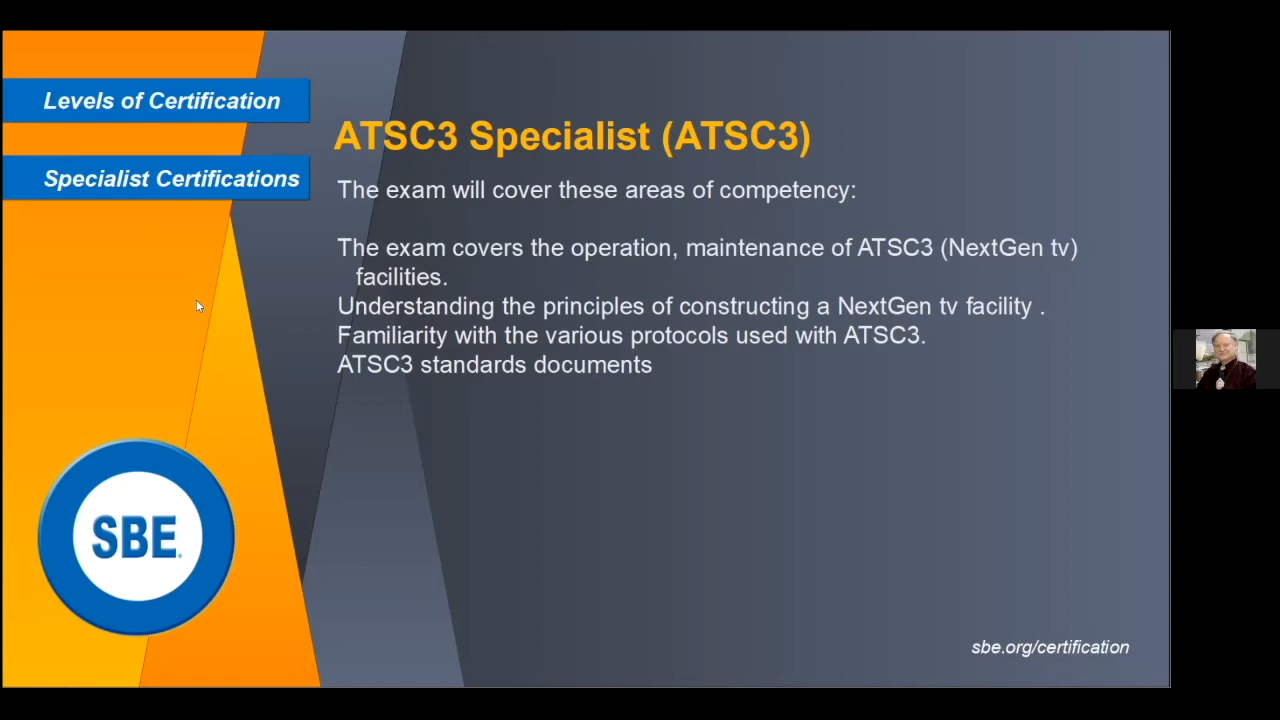 Levels of Certification
Specialist Certifications
ATSC3 Specialist (ATSC3)
The exam will cover these areas of competency:
The exam covers the operation, maintenance of ATSC3 (NextGen tv)
facilities.
Understanding the principles of constructing a NextGen tv facility .
Familiarity with the various protocols used with ATSC3.
ATSC3 standards documents
SBE.
sbe.org/certification